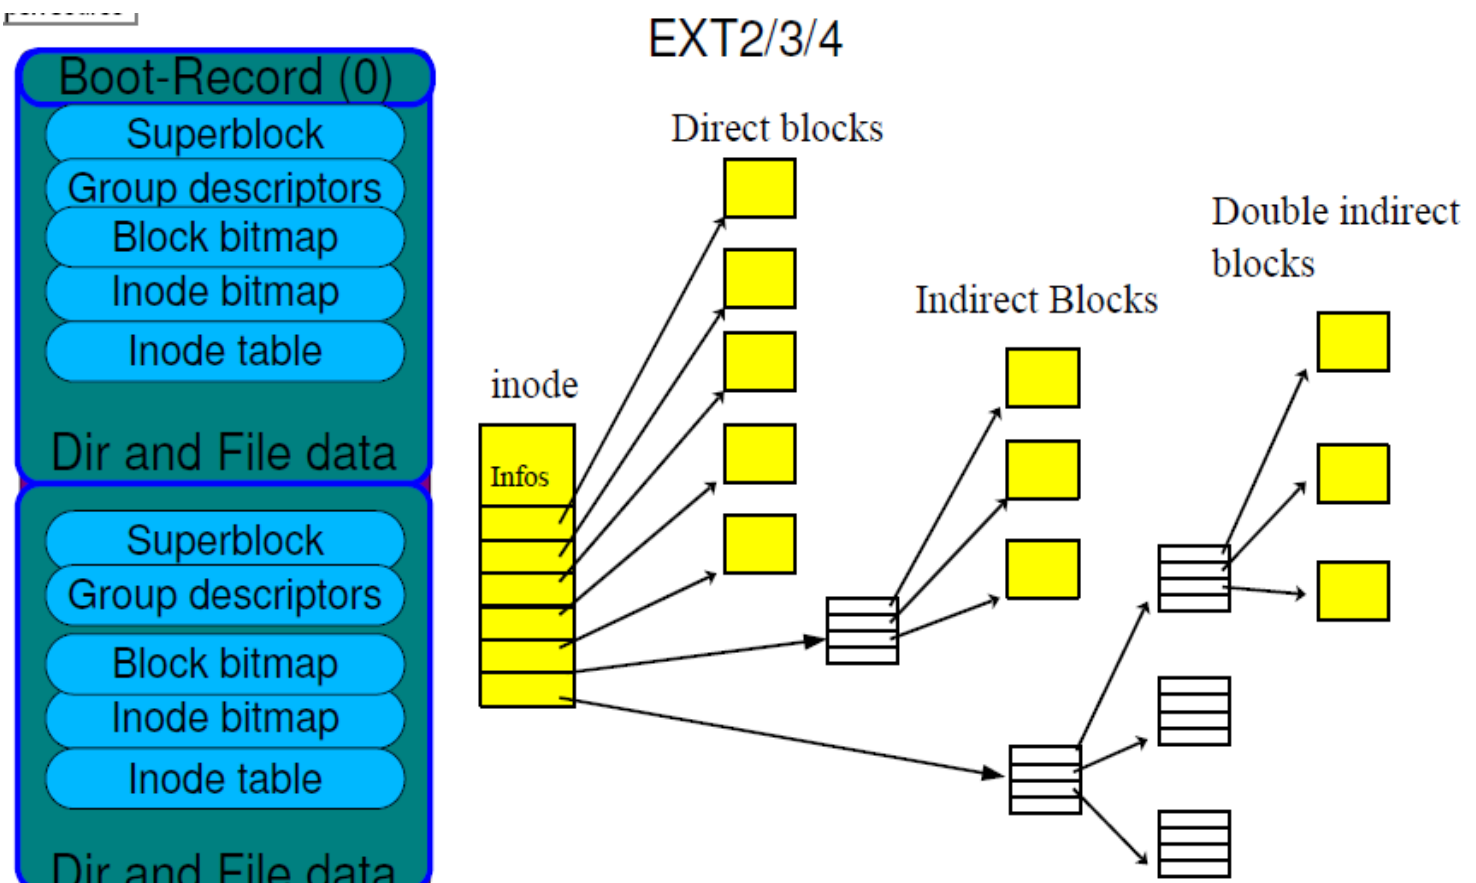 EXT2/3/4
Boot-Record (0)
Superblock
Group descriptors
Block bitmap
Inode bitmap
Inode table
Dir and File data
Superblock
Group descriptors
Block bitmap
Inode bitmap
Inode table
Dir and File data
Direct blocks
inode
Infos
Indirect Blocks
Double indirect
blocks